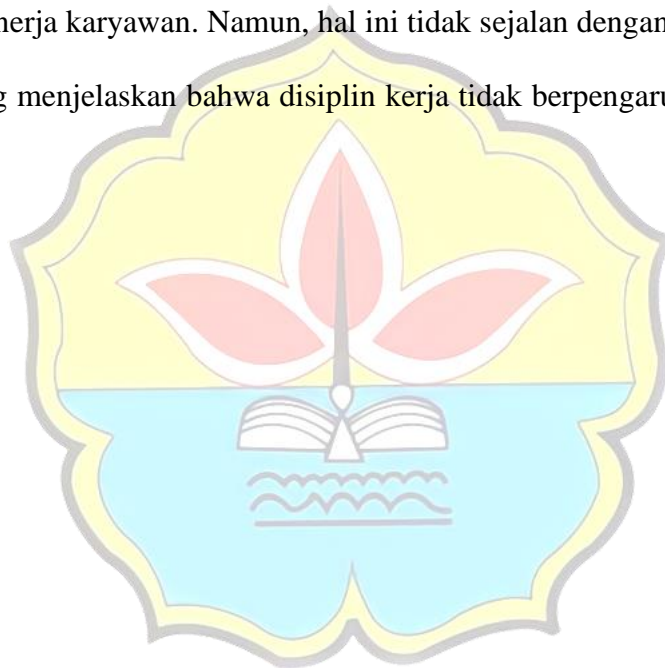 nerja karyawan. Namun, hal ini tidak sejalan dengan
g menjelaskan bahwa disiplin kerja tidak berpengaru